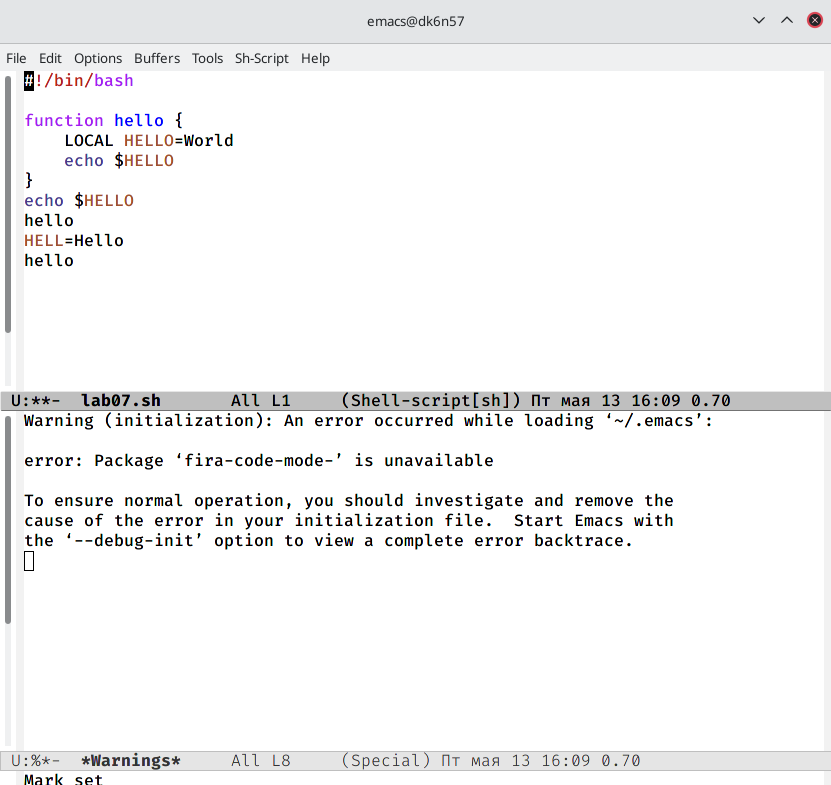 emacs@dk6n57
File Edit Options Buffers Tools Sh-Script Help
#!/bin/bash
function hello {
    LOCAL HELLO=World
    echo $HELLO
}
echo $HELLO
hello
HELL=Hello
hello
U:**-  lab07.sh       All L1     (Shell-script[sh]) Пт мая 13 16:09 0.70
Warning (initialization): An error occurred while loading ‘~/.emacs’:
error: Package ‘fira-code-mode-’ is unavailable
To ensure normal operation, you should investigate and remove the
cause of the error in your initialization file.  Start Emacs with
the ‘--debug-init’ option to view a complete error backtrace.
U:%*-  *Warnings*     All L8     (Special) Пт мая 13 16:09 0.70
Mark set